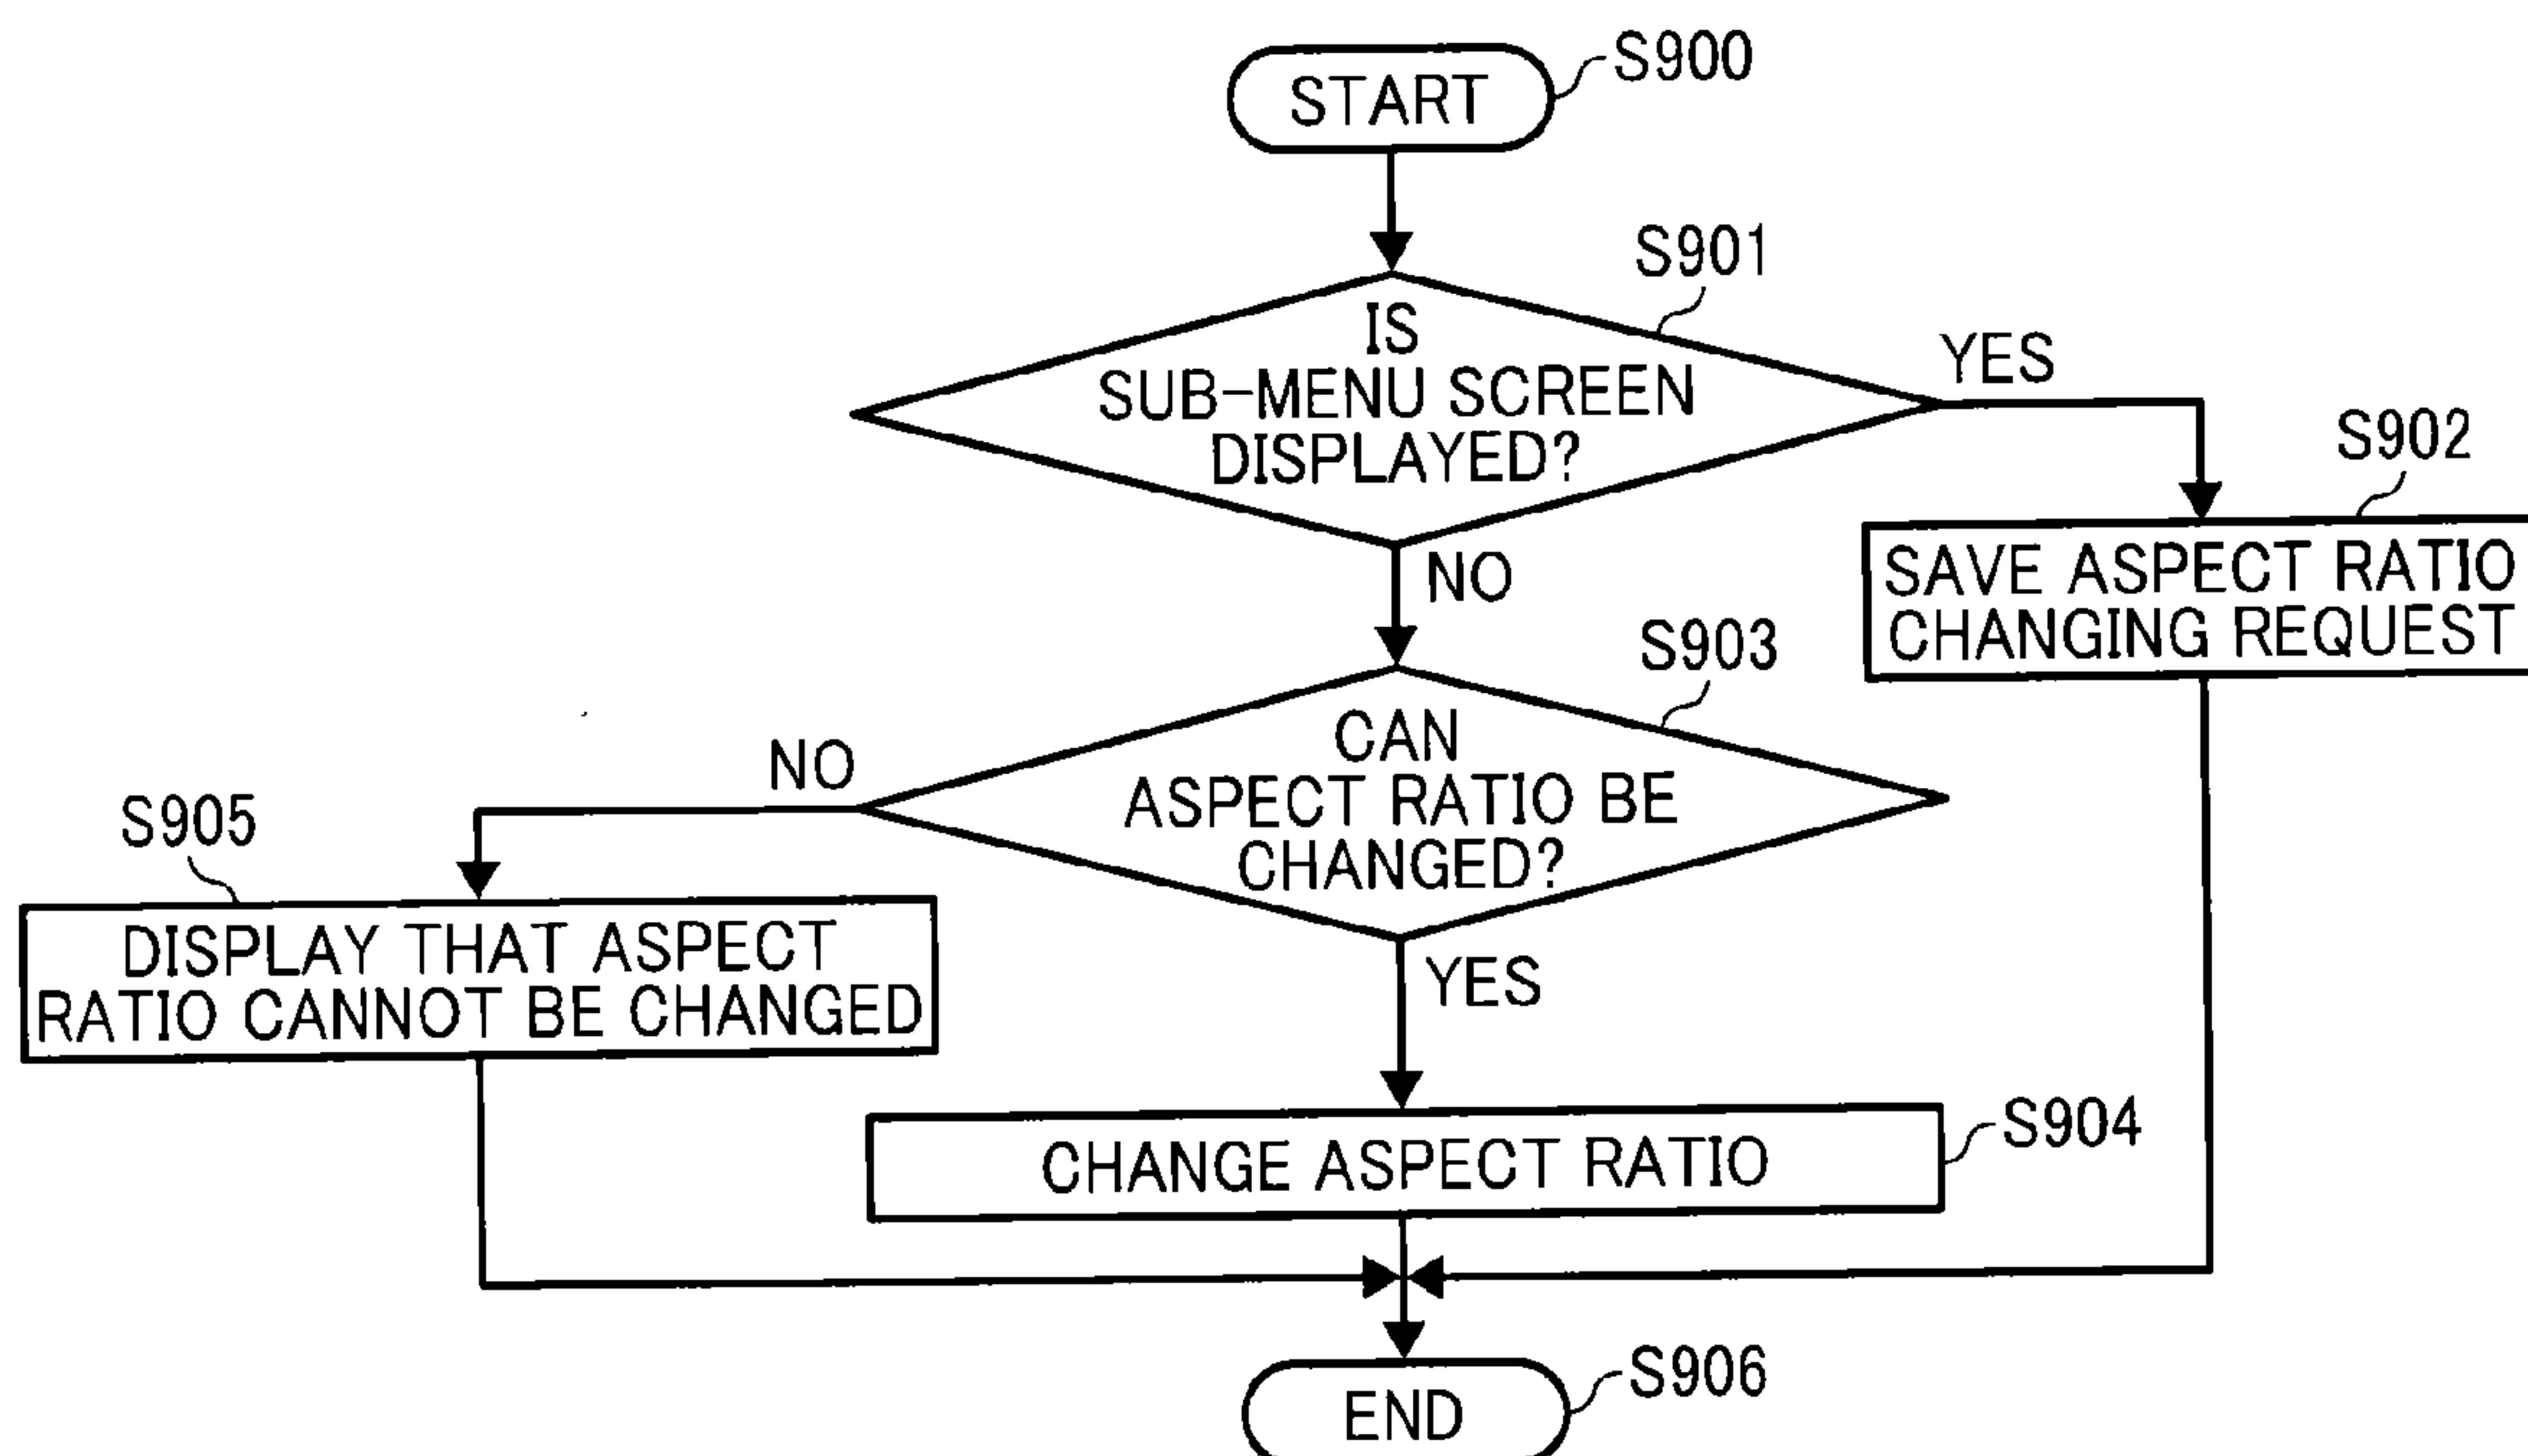 START
S900
S901
IS
SUB-MENU SCREEN
DISPLAYED?
YES
NO
S902
SAVE ASPECT RATIO
CHANGING REQUEST
S903
CAN
ASPECT RATIO BE
CHANGED?
NO
YES
S905
DISPLAY THAT ASPECT
RATIO CANNOT BE CHANGED
CHANGE ASPECT RATIO
S904
END
S906